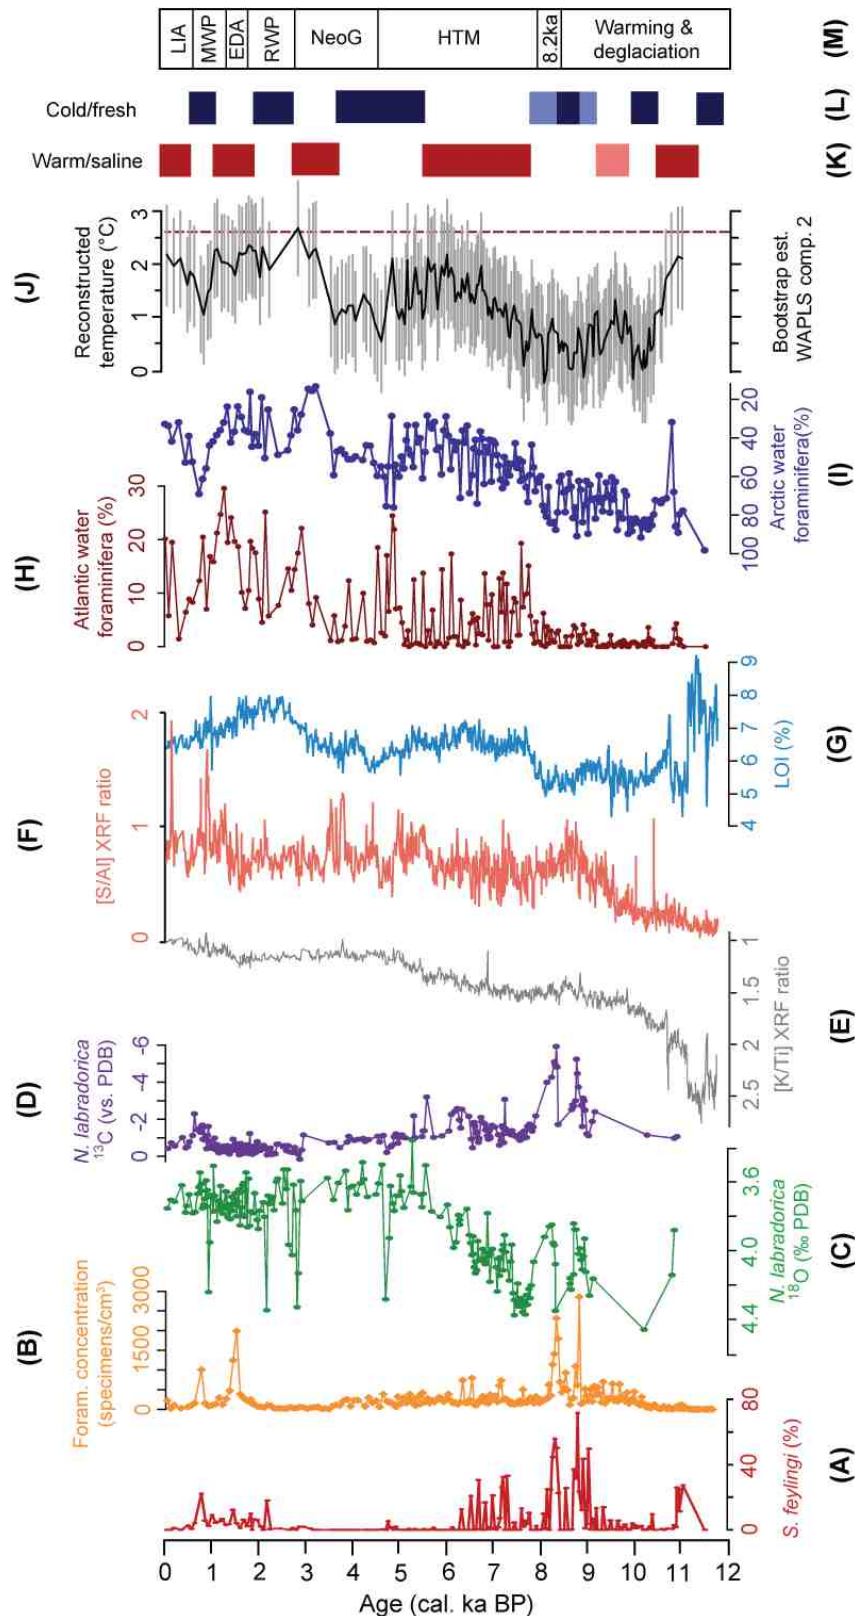 LIA
MWP
EDA
RWP
NeoG
HTM
8.2ka
Warming &
deglaciation
(M)
Cold/fresh
(L)
Warm/saline
(K)
(J)
Reconstructed
temperature (°C)
3
2
1
0
Bootstrap est.
WAPLS comp. 2
20
40
60
80
100
Arctic water
foraminifera(%)
(I)
(H)
Atlantic water
foraminifera (%)
30
20
10
0
9
8
7
6
5
4
LOI (%)
(G)
(F)
[S/Al] XRF ratio
2
1
0
1
1.5
2
2.5
[K/Ti] XRF ratio
(E)
(D)
N. labradorica
13C (vs. PDB)
-6
-4
-2
0
3.6
4.0
4.4
N. labradorica
18O (‰ PDB)
(C)
(B)
Foram. concentration
(specimens/cm³)
3000
1500
0
80
40
0
S. feylingi (%)
(A)
0 1 2 3 4 5 6 7 8 9 10 11 12
Age (cal. ka BP)